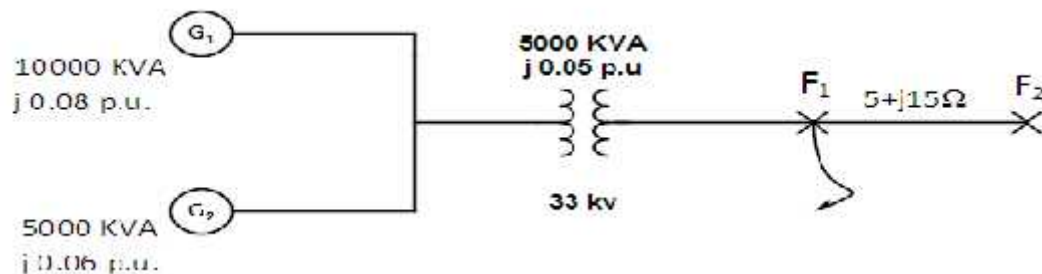 G₁
10000 KVA
j 0.08 p.u.
5000 KVA
j 0.05 p.u
33 kv
F₁
5+j15Ω
F₂
G₂
5000 KVA
j 0.06 p.u.